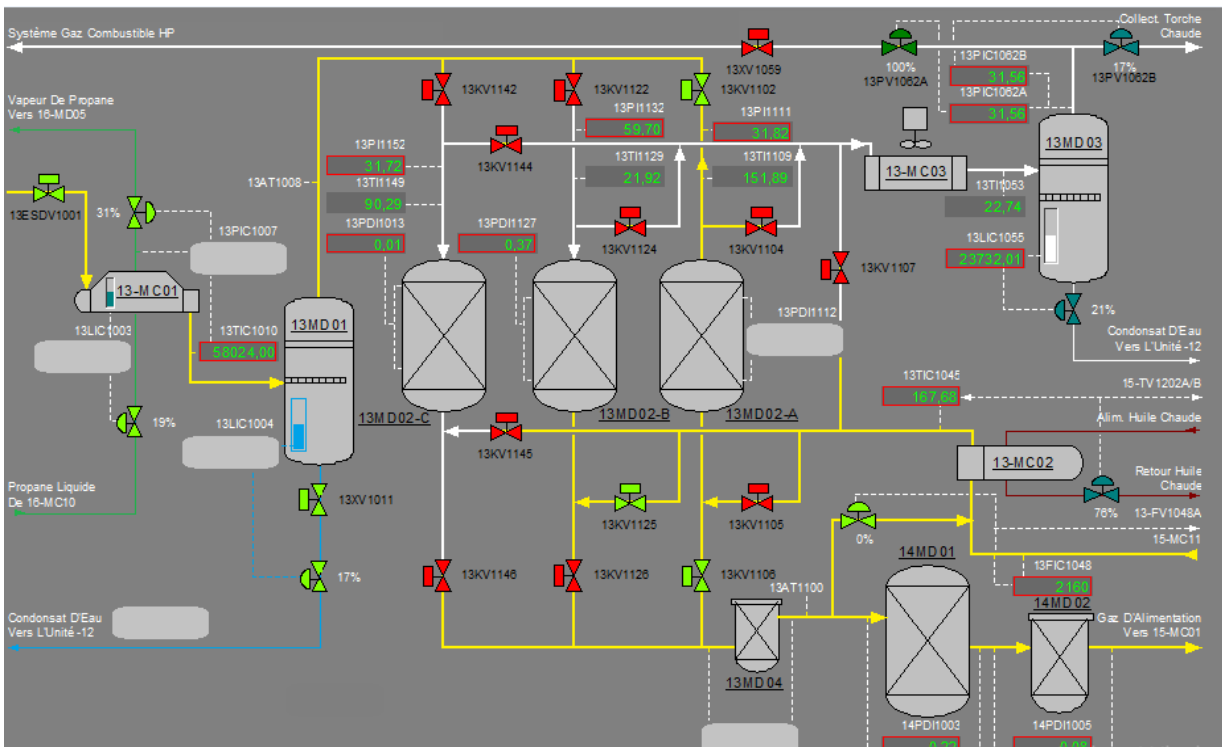 Système Gaz Combustible HP
Collect. Torche
Chaude
13XV1059
100%
13PV1062A
13PIC1062B
31,56
13PIC1062A
31,56
17%
13PV1062B
Vapeur De Propane
Vers 16-MD05
13KV1142
13KV1122
13KV1102
13PI1132
59,70
13PI1111
31,82
13PI1152
31,72
13KV1144
13TI1129
21,92
13TI1109
151,89
13-MC03
13MD03
13AT1008
13TI1149
90,29
13TI1053
22,74
13ESDV1001
31%
13PIC1007
13PDI1013
0,01
13PDI1127
0,37
13KV1124
13KV1104
13KV1107
13LIC1055
23732,01
13-MC01
13LIC1003
13TIC1010
58024,00
13MD01
13PDI1112
21%
Condensat D'Eau
Vers L'Unité -12
13TIC1045
167,68
15-TV1202A/B
19%
13LIC1004
13MD02-C
13MD02-B
13MD02-A
Alim. Huile Chaude
13KV1145
13-MC02
Propane Liquide
De 16-MC10
13XV1011
13KV1125
13KV1105
Retour Huile
Chaude
76%
13-FV1048A
0%
15-MC11
17%
13KV1146
13KV1126
13KV1106
14MD01
13FIC1048
2160
13AT1100
14MD02
Condonsat D'Eau
Vers L'Unité -12
Gaz D'Alimentation
Vers 15-MC01
13MD04
14PDI1003
14PDI1005